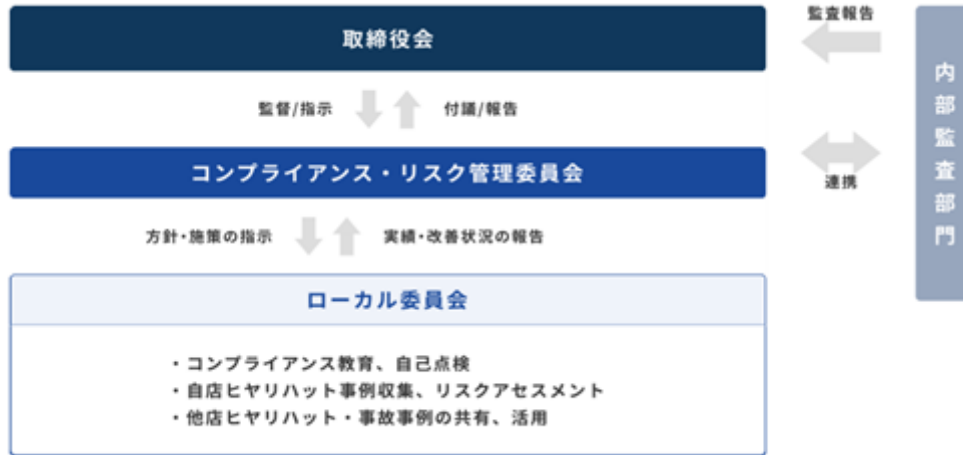 監査報告
取締役会
内部監査部門
監督/指示
付議/報告
コンプライアンス・リスク管理委員会
連携
方針・施策の指示
実績・改善状況の報告
ローカル委員会
・コンプライアンス教育、自己点検
・自店ヒヤリハット事例収集、リスクアセスメント
・他店ヒヤリハット・事故事例の共有、活用